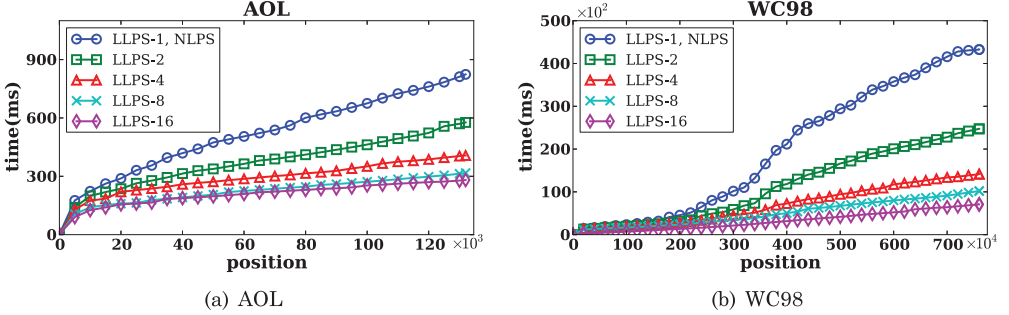 AOL
time(ms)
900
600
300
0
LLPS-1, NLPS
LLPS-2
LLPS-4
LLPS-8
LLPS-16
0 20 40 60 80 100 120 ×10³
position
(a) AOL
WC98
time(ms)
500 ×10²
400
300
200
100
0
LLPS-1, NLPS
LLPS-2
LLPS-4
LLPS-8
LLPS-16
0 100 200 300 400 500 600 700 ×10⁴
position
(b) WC98